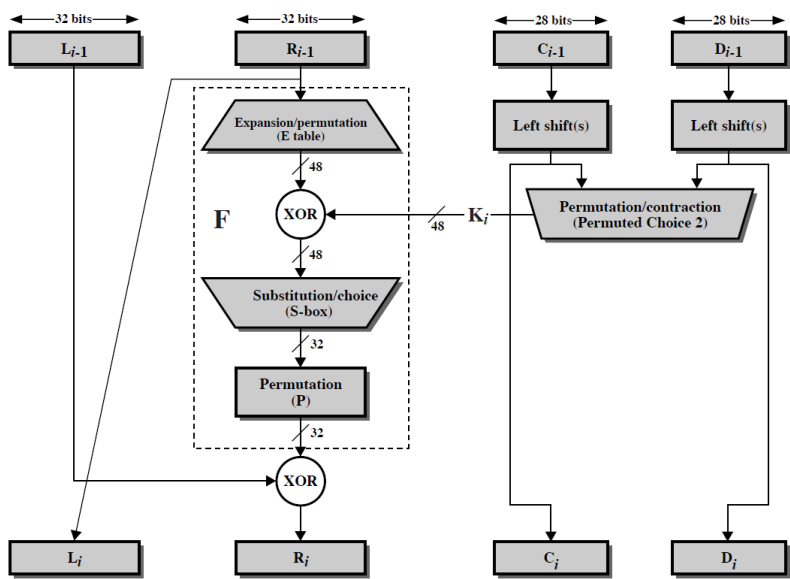 32 bits
32 bits
28 bits
28 bits
Li-1
Ri-1
Ci-1
Di-1
Expansion/permutation
(E table)
Left shift(s)
Left shift(s)
48
F
XOR
48
Ki
Permutation/contraction
(Permuted Choice 2)
48
Substitution/choice
(S-box)
32
Permutation
(P)
32
XOR
Li
Ri
Ci
Di